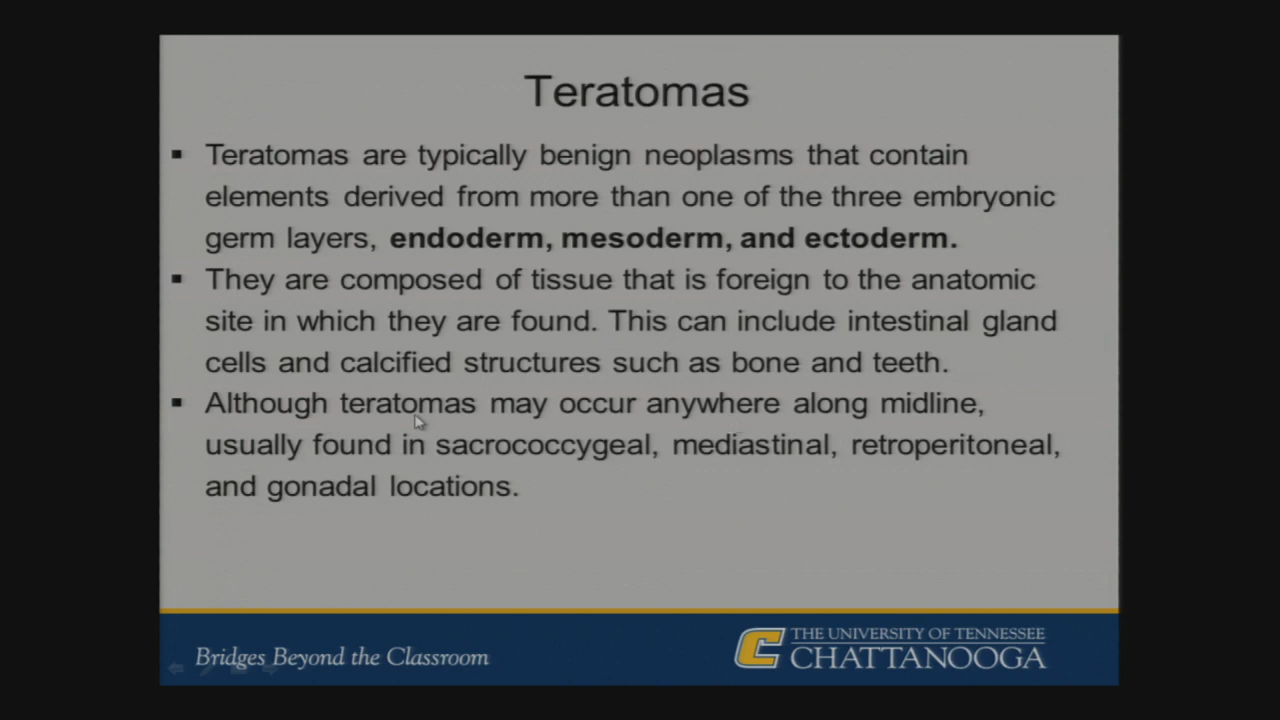 Teratomas
▪ Teratomas are typically benign neoplasms that contain
elements derived from more than one of the three embryonic
germ layers, endoderm, mesoderm, and ectoderm.
▪ They are composed of tissue that is foreign to the anatomic
site in which they are found. This can include intestinal gland
cells and calcified structures such as bone and teeth.
▪ Although teratomas may occur anywhere along midline,
usually found in sacrococcygeal, mediastinal, retroperitoneal,
and gonadal locations.
Bridges Beyond the Classroom
C THE UNIVERSITY OF TENNESSEE
CHATTANOOGA